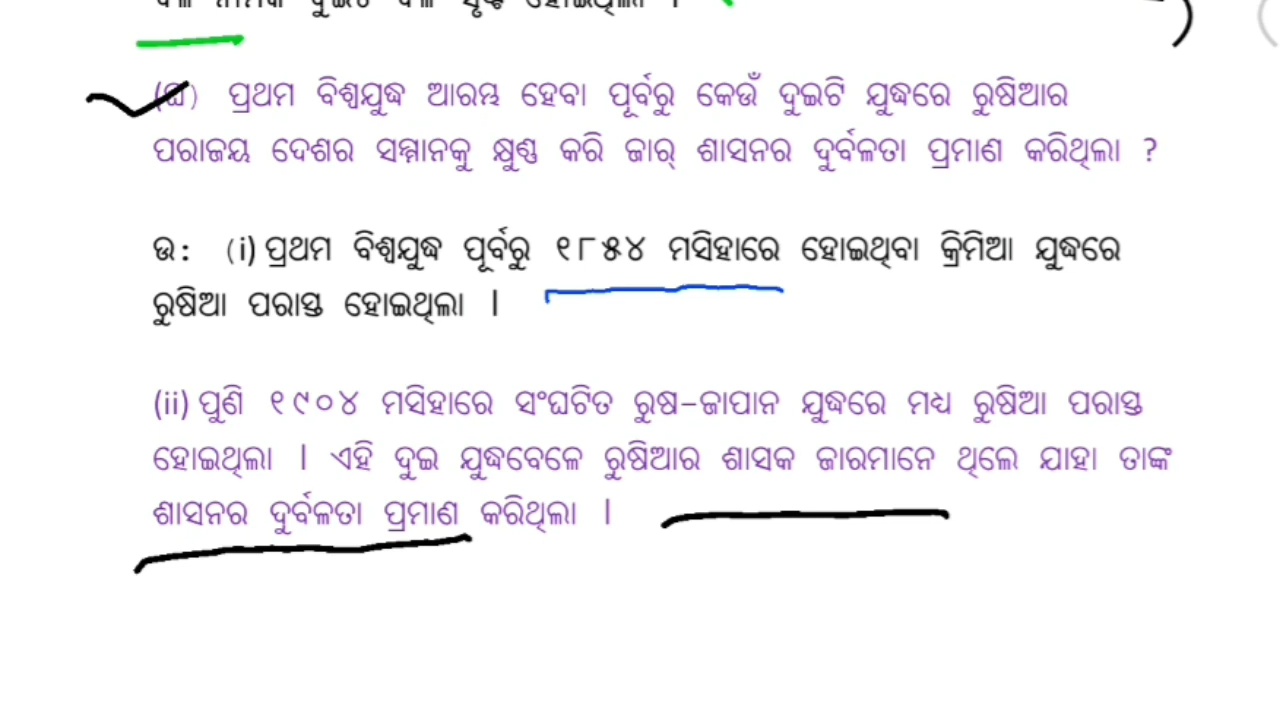 (ଘ) ପ୍ରଥମ ବିଶ୍ୱଯୁଦ୍ଧ ଆରମ୍ଭ ହେବା ପୂର୍ବରୁ କେଉଁ ଦୁଇଟି ଯୁଦ୍ଧରେ ରୁଷିଆର
ପରାଜୟ ଦେଶର ସମ୍ମାନକୁ କ୍ଷୁଣ୍ଣ କରି ଜାର୍ ଶାସନର ଦୁର୍ବଳତା ପ୍ରମାଣ କରିଥିଲା ?
ଉ: (i) ପ୍ରଥମ ବିଶ୍ୱଯୁଦ୍ଧ ପୂର୍ବରୁ ୧୮୫୪ ମସିହାରେ ହୋଇଥିବା କ୍ରିମିଆ ଯୁଦ୍ଧରେ
ରୁଷିଆ ପରାସ୍ତ ହୋଇଥିଲା ।
(ii) ପୁଣି ୧୯୦୪ ମସିହାରେ ସଂଘଟିତ ରୁଷ-ଜାପାନ ଯୁଦ୍ଧରେ ମଧ୍ୟ ରୁଷିଆ ପରାସ୍ତ
ହୋଇଥିଲା । ଏହି ଦୁଇ ଯୁଦ୍ଧବେଳେ ରୁଷିଆର ଶାସକ ଜାରମାନେ ଥିଲେ ଯାହା ତାଙ୍କ
ଶାସନର ଦୁର୍ବଳତା ପ୍ରମାଣ କରିଥିଲା ।